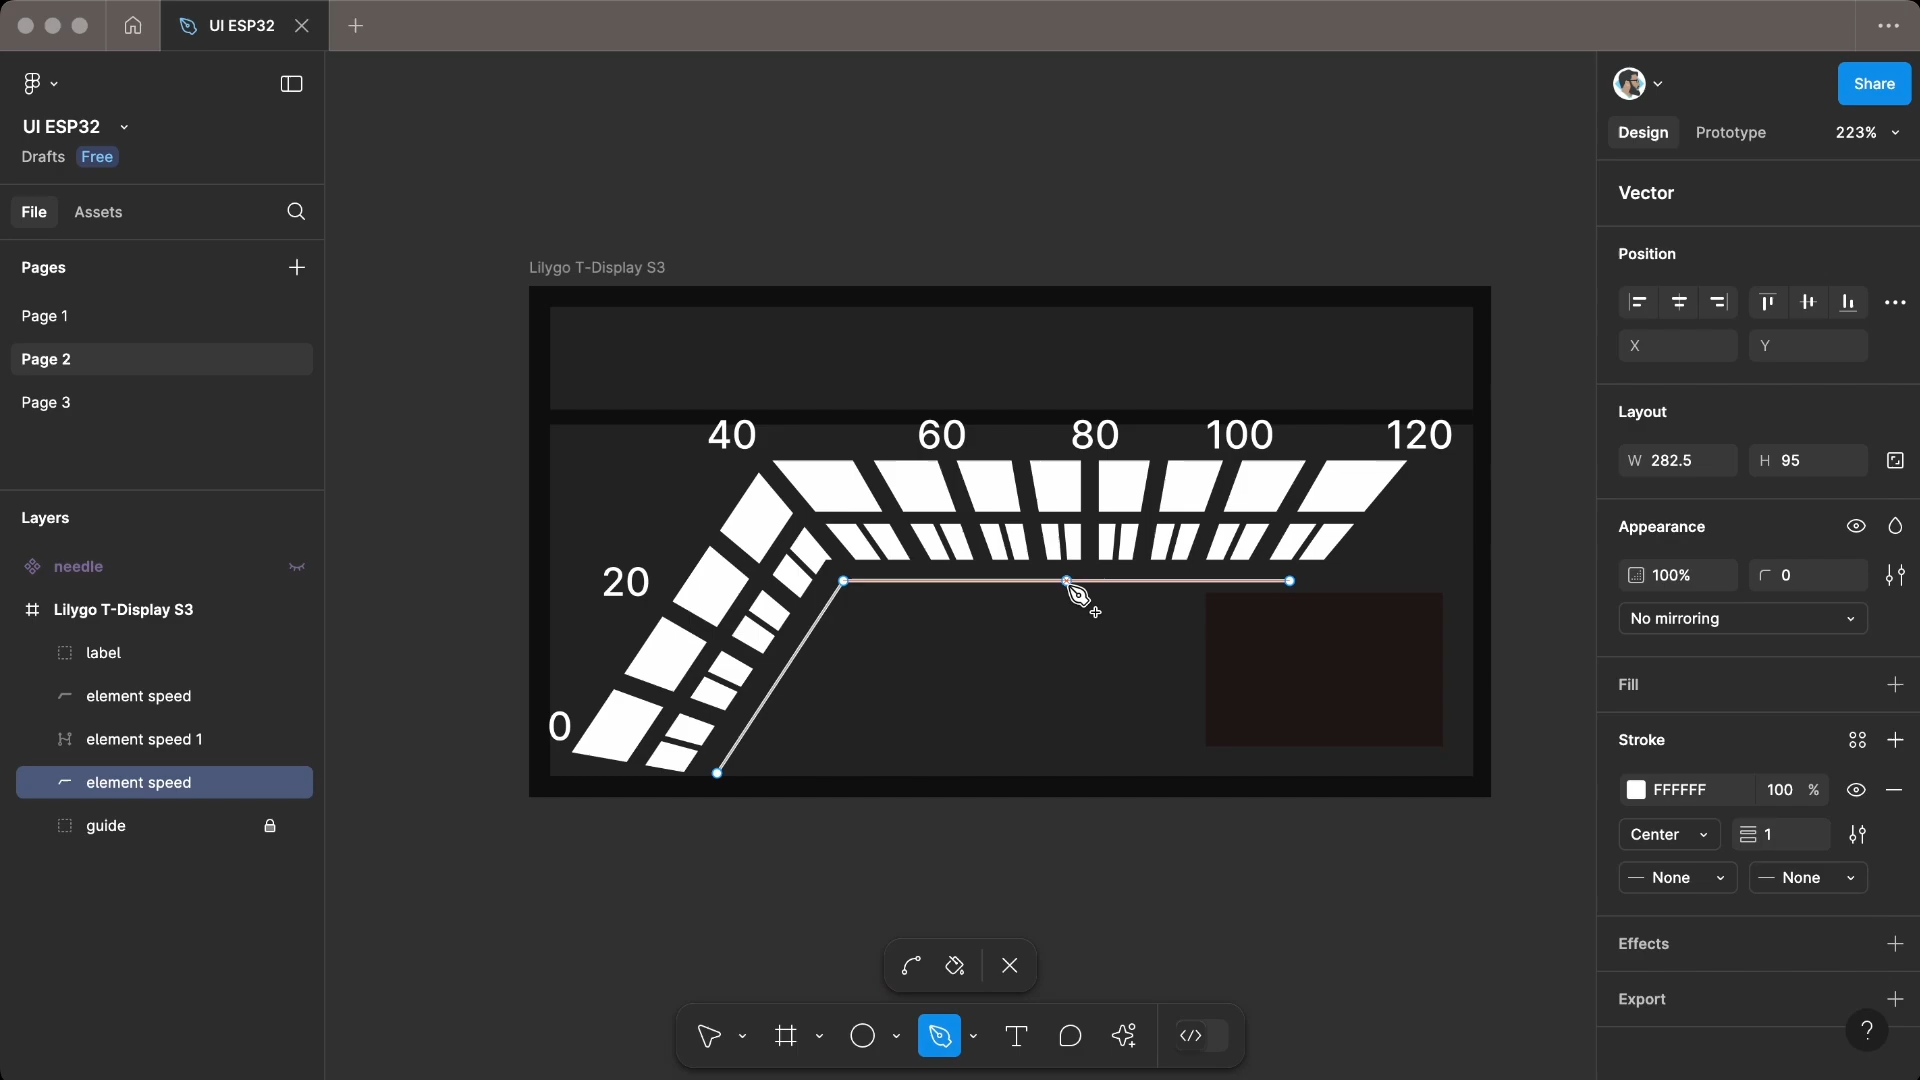 UI ESP32
UI ESP32
Drafts Free
File Assets
Pages
Page 1
Page 2
Page 3
Layers
needle
Lilygo T-Display S3
label
element speed
element speed 1
element speed
guide
Lilygo T-Display S3
40 60 80 100 120
20
0
Share
Design Prototype 223%
Vector
Position
X Y
Layout
W 282.5 H 95
Appearance
100% 0
No mirroring
Fill
Stroke
FFFFFF 100 %
Center 1
None None
Effects
Export
?